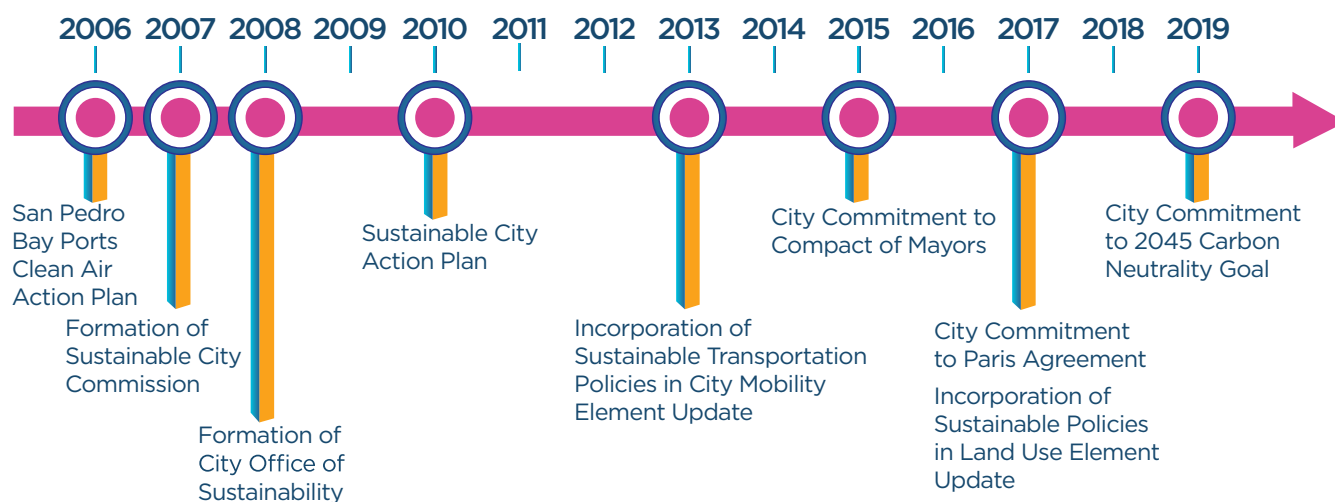 2006 2007 2008 2009 2010 2011 2012 2013 2014 2015 2016 2017 2018 2019
San Pedro
Bay Ports
Clean Air
Action Plan
Formation of
Sustainable City
Commission
Formation of
City Office of
Sustainability
Sustainable City
Action Plan
Incorporation of
Sustainable Transportation
Policies in City Mobility
Element Update
City Commitment to
Compact of Mayors
City Commitment
to Paris Agreement
Incorporation of
Sustainable Policies
in Land Use Element
Update
City Commitment
to 2045 Carbon
Neutrality Goal